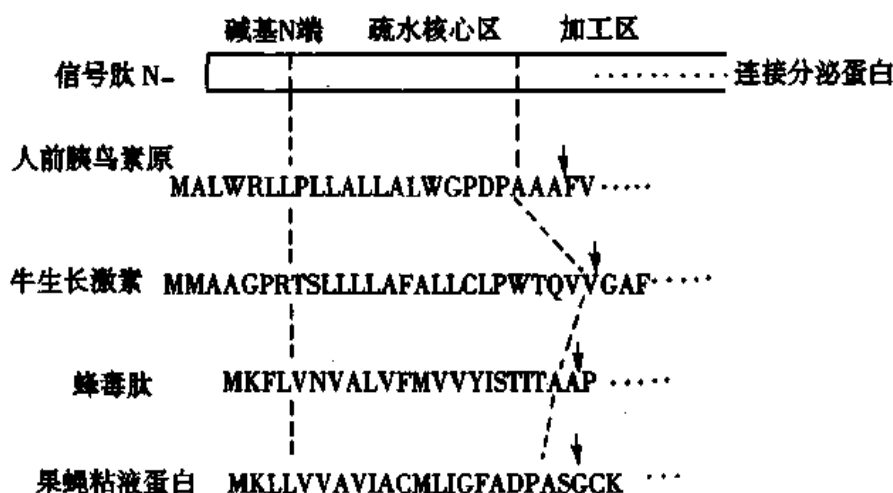 碱基N端 疏水核心区 加工区
信号肽 N– ······· 连接分泌蛋白
人前胰鸟素原
MALWRLLPLLALLALWGPDPAAAFV ·····
牛生长激素 MMAAGPRTSLLLLAFALLCLPWTQVVGAF ······
蜂毒肽 MKFLVNVALVFMVVYISTITAAP ·····
果蝇粘液蛋白 MKLLVVAVIACMLIGFADPASGCK ···